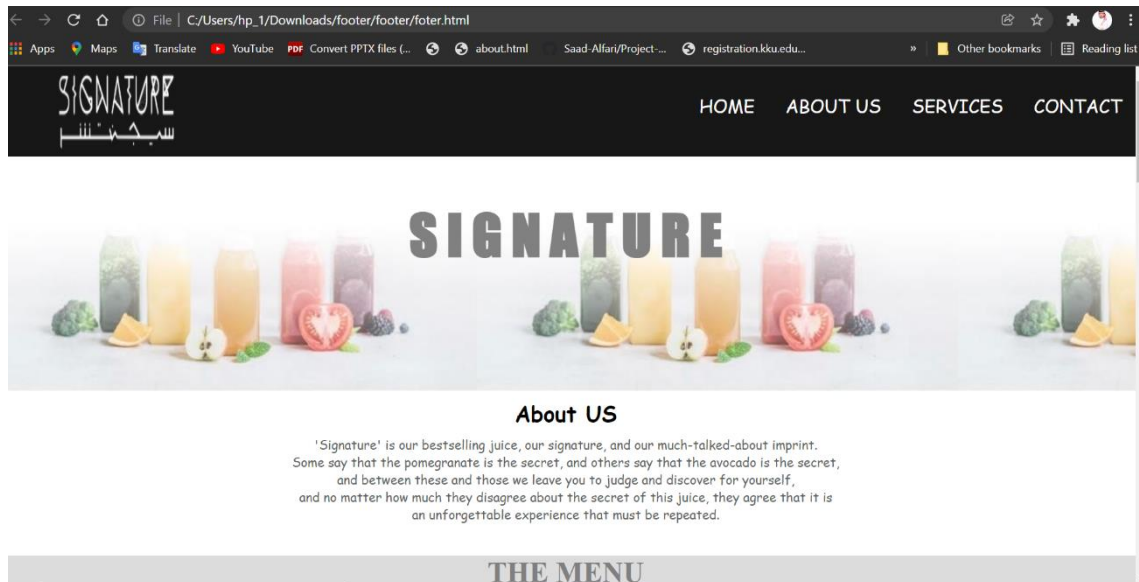 File | C:/Users/hp_1/Downloads/footer/footer/foter.html
Apps Maps Translate YouTube PDF Convert PPTX files (... about.html Saad-Alfari/Project-... registration.kku.edu... » Other bookmarks Reading list
SIGNATURE
سيجنتشر
HOME ABOUT US SERVICES CONTACT
SIGNATURE
About US
'Signature' is our bestselling juice, our signature, and our much-talked-about imprint.
Some say that the pomegranate is the secret, and others say that the avocado is the secret,
and between these and those we leave you to judge and discover for yourself,
and no matter how much they disagree about the secret of this juice, they agree that it is
an unforgettable experience that must be repeated.
THE MENU